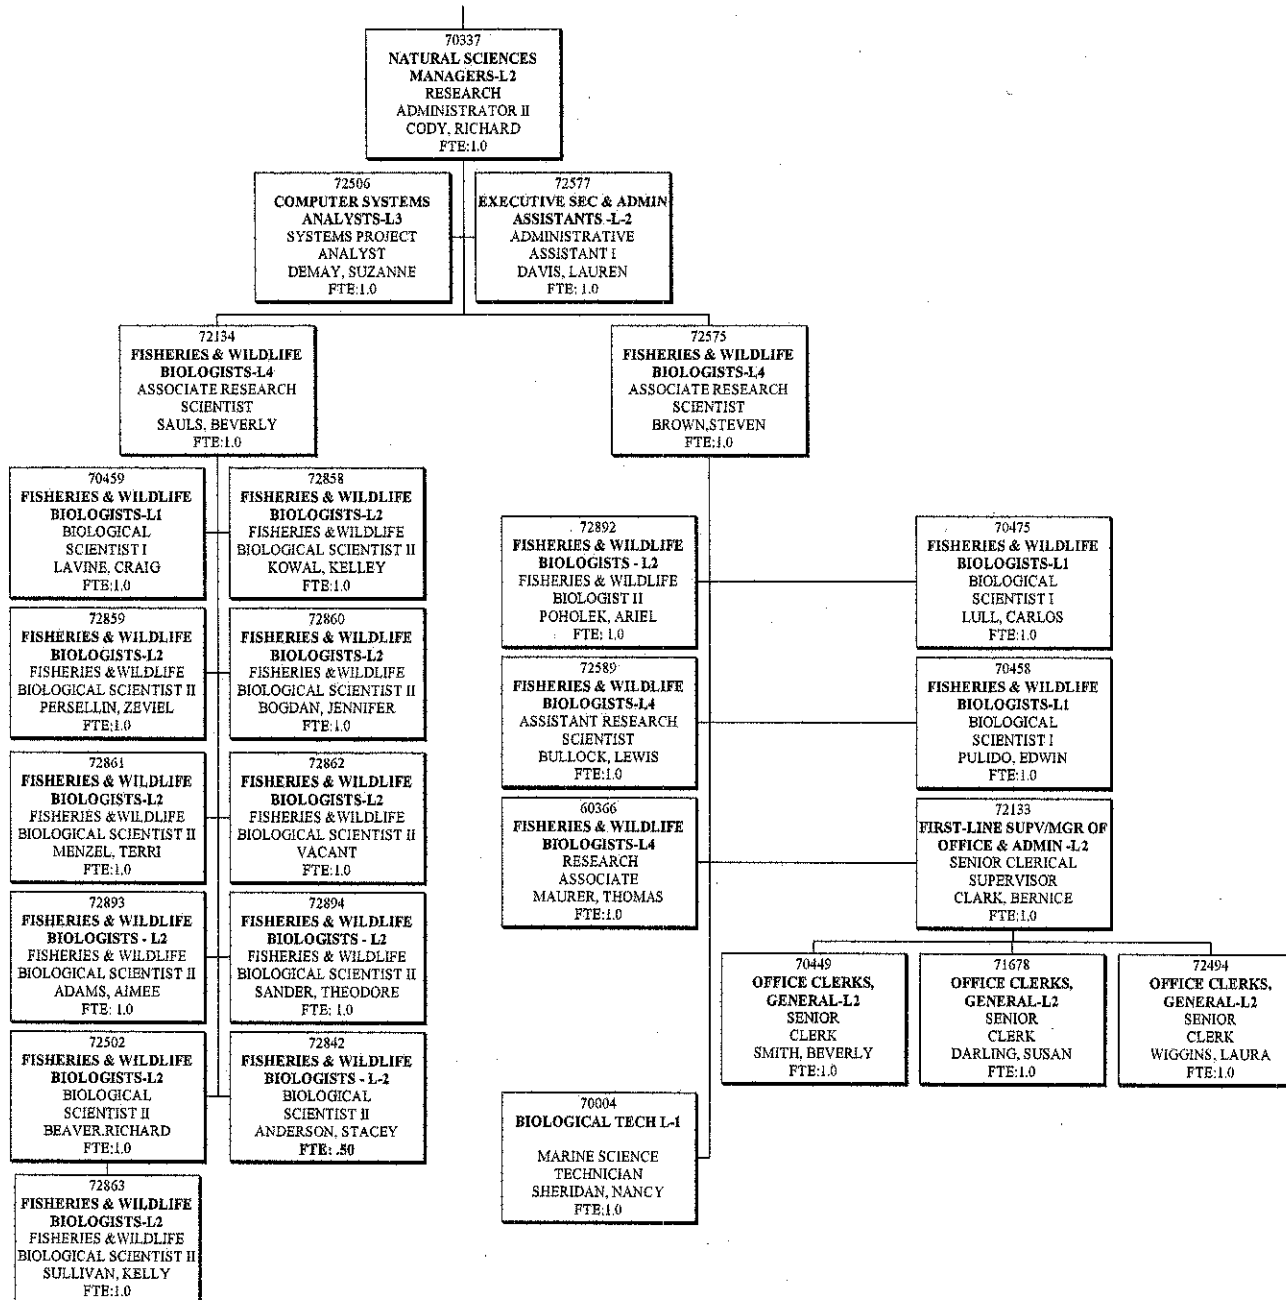 70337
NATURAL SCIENCES
MANAGERS-L2
RESEARCH
ADMINISTRATOR II
CODY, RICHARD
FTE:1.0
72506
COMPUTER SYSTEMS
ANALYSTS-L3
SYSTEMS PROJECT
ANALYST
DEMAY, SUZANNE
FTE:1.0
72577
EXECUTIVE SEC & ADMIN
ASSISTANTS -L-2
ADMINISTRATIVE
ASSISTANT I
DAVIS, LAUREN
FTE: 1.0
72134
FISHERIES & WILDLIFE
BIOLOGISTS-L4
ASSOCIATE RESEARCH
SCIENTIST
SAULS, BEVERLY
FTE:1.0
72575
FISHERIES & WILDLIFE
BIOLOGISTS-L4
ASSOCIATE RESEARCH
SCIENTIST
BROWN,STEVEN
FTE:1.0
70459
FISHERIES & WILDLIFE
BIOLOGISTS-L1
BIOLOGICAL
SCIENTIST I
LAVINE, CRAIG
FTE:1.0
72858
FISHERIES & WILDLIFE
BIOLOGISTS-L2
FISHERIES &WILDLIFE
BIOLOGICAL SCIENTIST II
KOWAL, KELLEY
FTE:1.0
72859
FISHERIES & WILDLIFE
BIOLOGISTS-L2
FISHERIES &WILDLIFE
BIOLOGICAL SCIENTIST II
PERSELLIN, ZEVIEL
FTE:1.0
72860
FISHERIES & WILDLIFE
BIOLOGISTS-L2
FISHERIES &WILDLIFE
BIOLOGICAL SCIENTIST II
BOGDAN, JENNIFER
FTE:1.0
72861
FISHERIES & WILDLIFE
BIOLOGISTS-L2
FISHERIES &WILDLIFE
BIOLOGICAL SCIENTIST II
MENZEL, TERRI
FTE:1.0
72862
FISHERIES & WILDLIFE
BIOLOGISTS-L2
FISHERIES &WILDLIFE
BIOLOGICAL SCIENTIST II
VACANT
FTE:1.0
72893
FISHERIES & WILDLIFE
BIOLOGISTS - L2
FISHERIES & WILDLIFE
BIOLOGICAL SCIENTIST II
ADAMS, AIMEE
FTE: 1.0
72894
FISHERIES & WILDLIFE
BIOLOGISTS - L2
FISHERIES & WILDLIFE
BIOLOGICAL SCIENTIST II
SANDER, THEODORE
FTE: 1.0
72502
FISHERIES & WILDLIFE
BIOLOGISTS-L2
BIOLOGICAL
SCIENTIST II
BEAVER,RICHARD
FTE:1.0
72842
FISHERIES & WILDLIFE
BIOLOGISTS - L-2
BIOLOGICAL
SCIENTIST II
ANDERSON, STACEY
FTE: .50
72863
FISHERIES & WILDLIFE
BIOLOGISTS-L2
FISHERIES &WILDLIFE
BIOLOGICAL SCIENTIST II
SULLIVAN, KELLY
FTE:1.0
72892
FISHERIES & WILDLIFE
BIOLOGISTS - L2
FISHERIES & WILDLIFE
BIOLOGIST II
POHOLEK, ARIEL
FTE: 1.0
70475
FISHERIES & WILDLIFE
BIOLOGISTS-L1
BIOLOGICAL
SCIENTIST I
LULL, CARLOS
FTE:1.0
72589
FISHERIES & WILDLIFE
BIOLOGISTS-L4
ASSISTANT RESEARCH
SCIENTIST
BULLOCK, LEWIS
FTE:1.0
70458
FISHERIES & WILDLIFE
BIOLOGISTS-L1
BIOLOGICAL
SCIENTIST I
PULIDO, EDWIN
FTE:1.0
60366
FISHERIES & WILDLIFE
BIOLOGISTS-L4
RESEARCH
ASSOCIATE
MAURER, THOMAS
FTE:1.0
72133
FIRST-LINE SUPV/MGR OF
OFFICE & ADMIN -L2
SENIOR CLERICAL
SUPERVISOR
CLARK, BERNICE
FTE:1.0
70449
OFFICE CLERKS,
GENERAL-L2
SENIOR
CLERK
SMITH, BEVERLY
FTE:1.0
71678
OFFICE CLERKS,
GENERAL-L2
SENIOR
CLERK
DARLING, SUSAN
FTE:1.0
72494
OFFICE CLERKS,
GENERAL-L2
SENIOR
CLERK
WIGGINS, LAURA
FTE:1.0
70004
BIOLOGICAL TECH L-1
MARINE SCIENCE
TECHNICIAN
SHERIDAN, NANCY
FTE:1.0